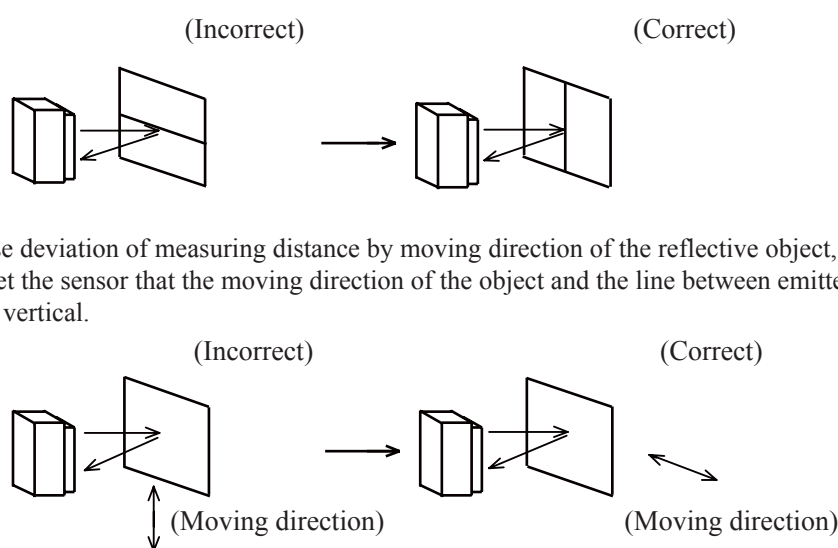 (Incorrect) (Correct)
deviation of measuring distance by moving direction of the reflective object,
the sensor that the moving direction of the object and the line between
vertical.
(Incorrect) (Correct)
(Moving direction) (Moving direction)